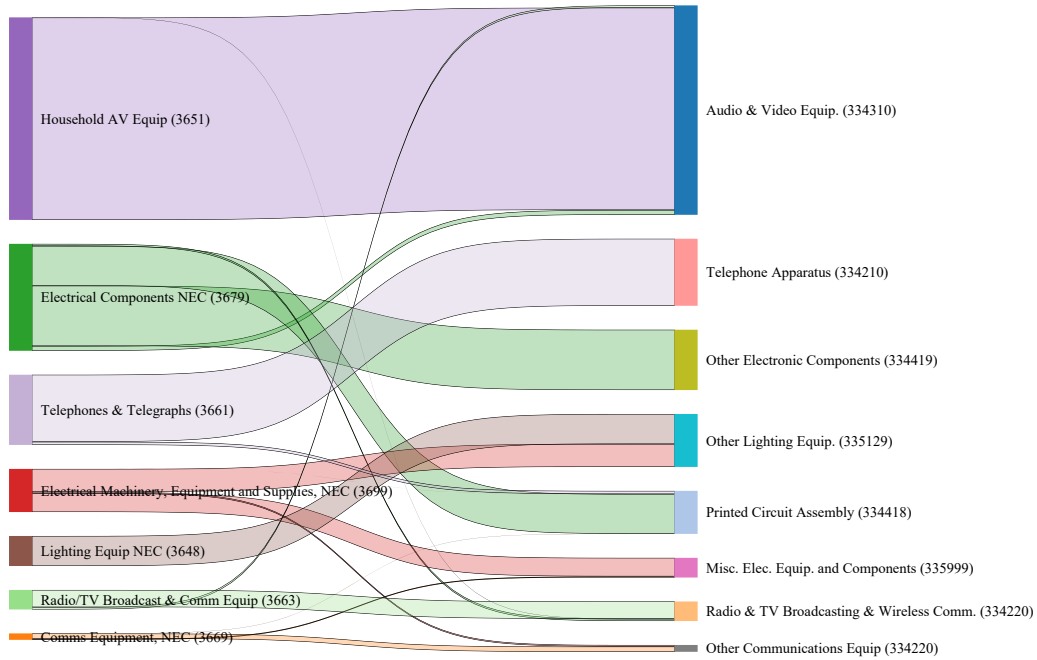 Household AV Equip (3651)
Electrical Components NEC (3679)
Telephones & Telegraphs (3661)
Electrical Machinery, Equipment and Supplies, NEC (3699)
Lighting Equip NEC (3648)
Radio/TV Broadcast & Comm Equip (3663)
Comms Equipment, NEC (3669)
Audio & Video Equip. (334310)
Telephone Apparatus (334210)
Other Electronic Components (334419)
Other Lighting Equip. (335129)
Printed Circuit Assembly (334418)
Misc. Elec. Equip. and Components (335999)
Radio & TV Broadcasting & Wireless Comm. (334220)
Other Communications Equip (334220)